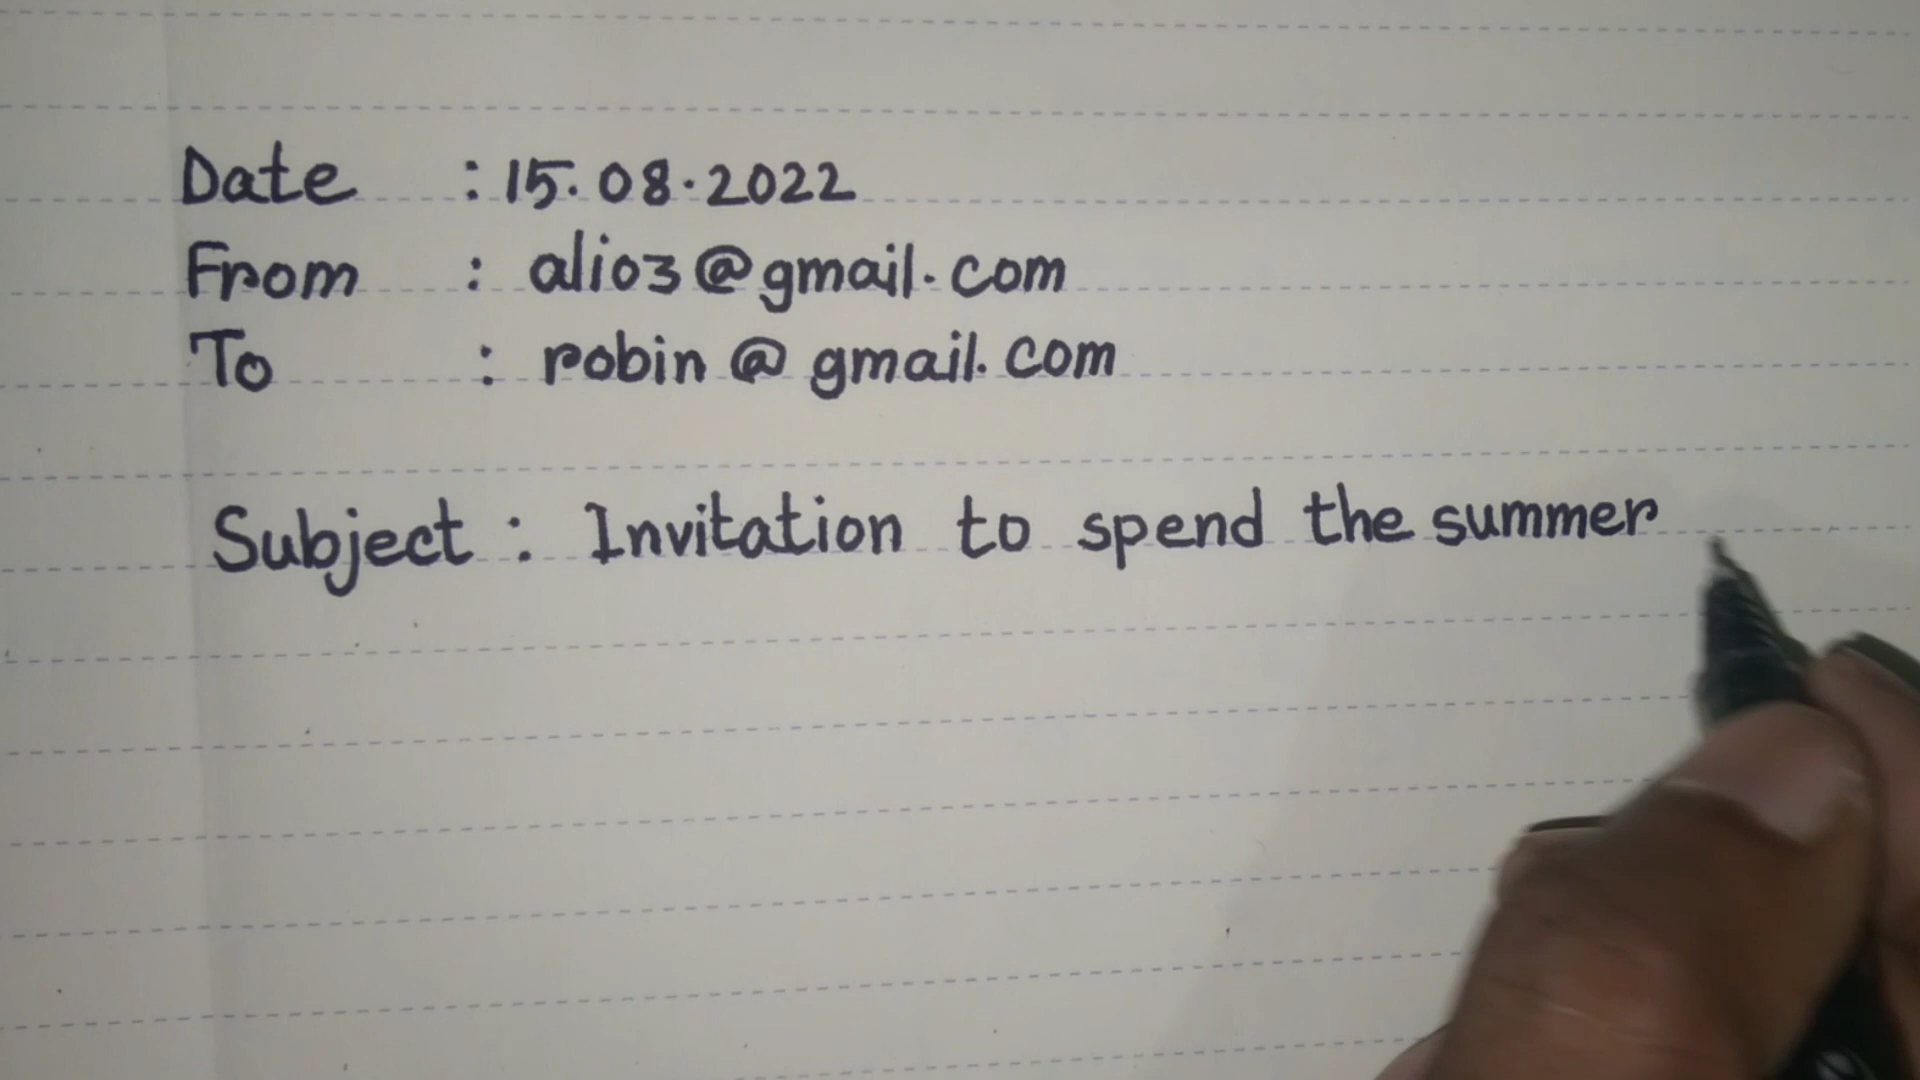 Date : 15.08.2022
From : ali03@gmail.com
To : robin@gmail.com
Subject : Invitation to spend the summer